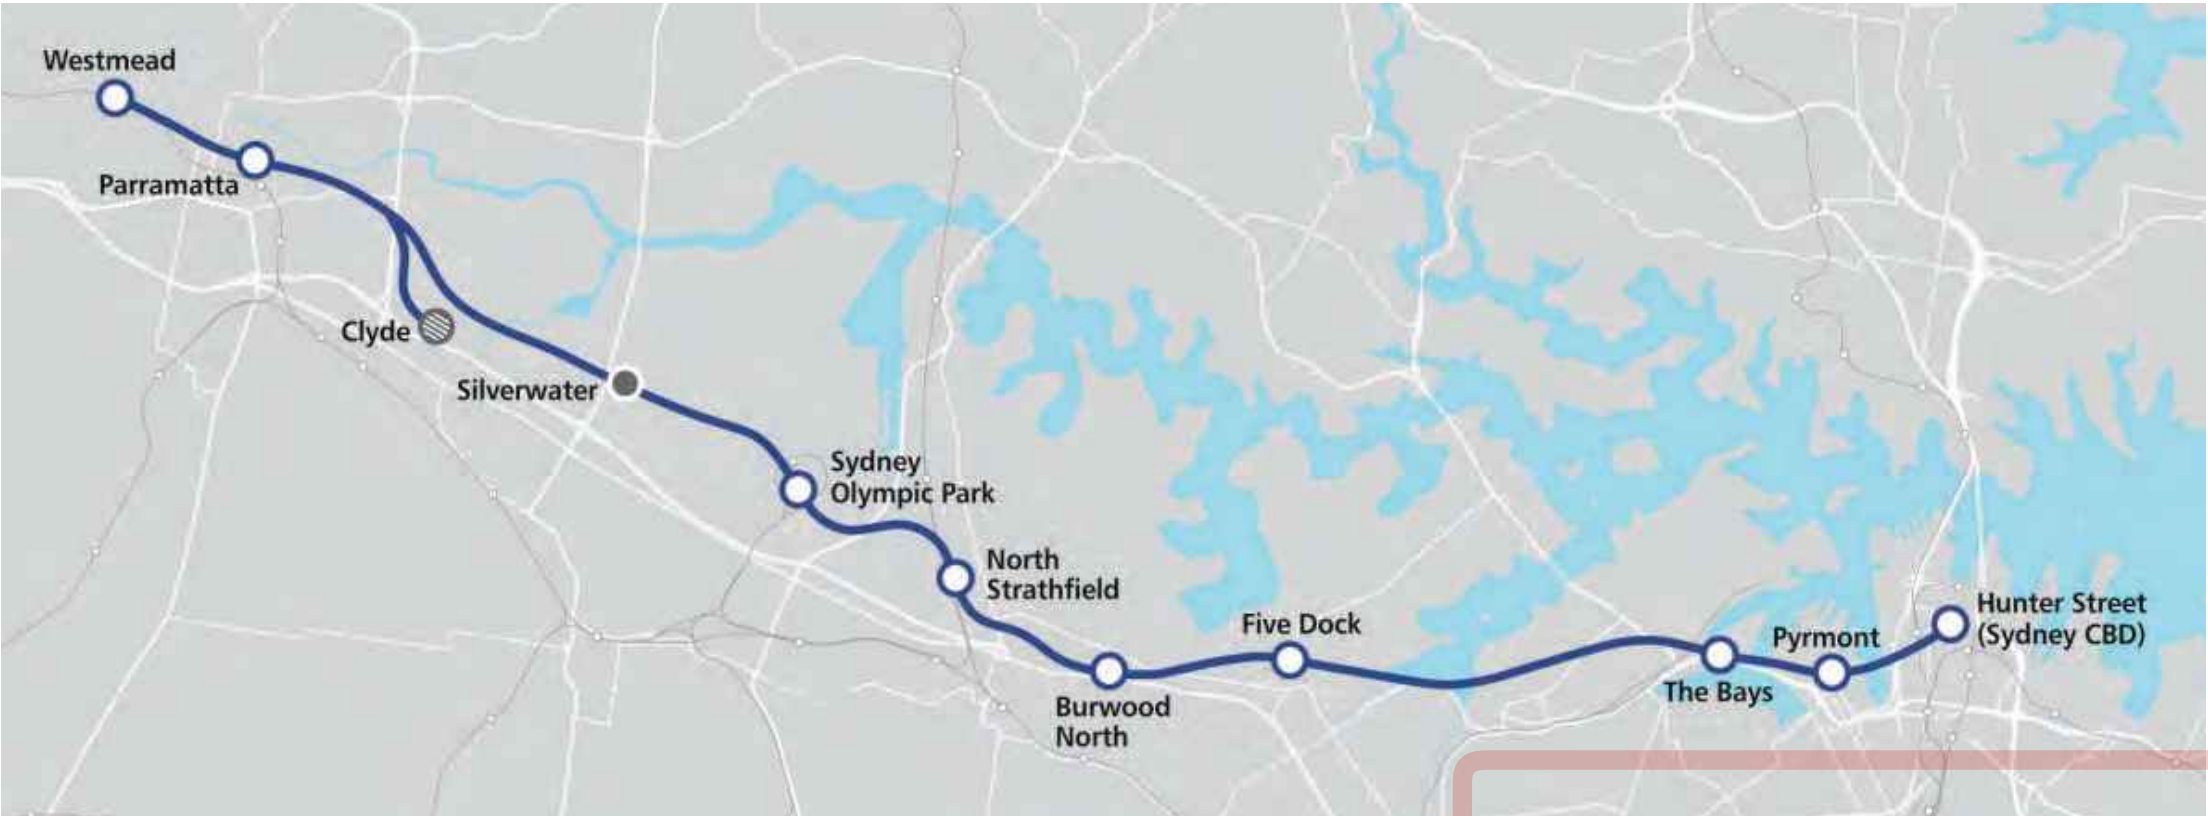 Westmead
Parramatta
Clyde
Silverwater
Sydney
Olympic Park
North
Strathfield
Burwood
North
Five Dock
The Bays
Pyrmont
Hunter Street
(Sydney CBD)